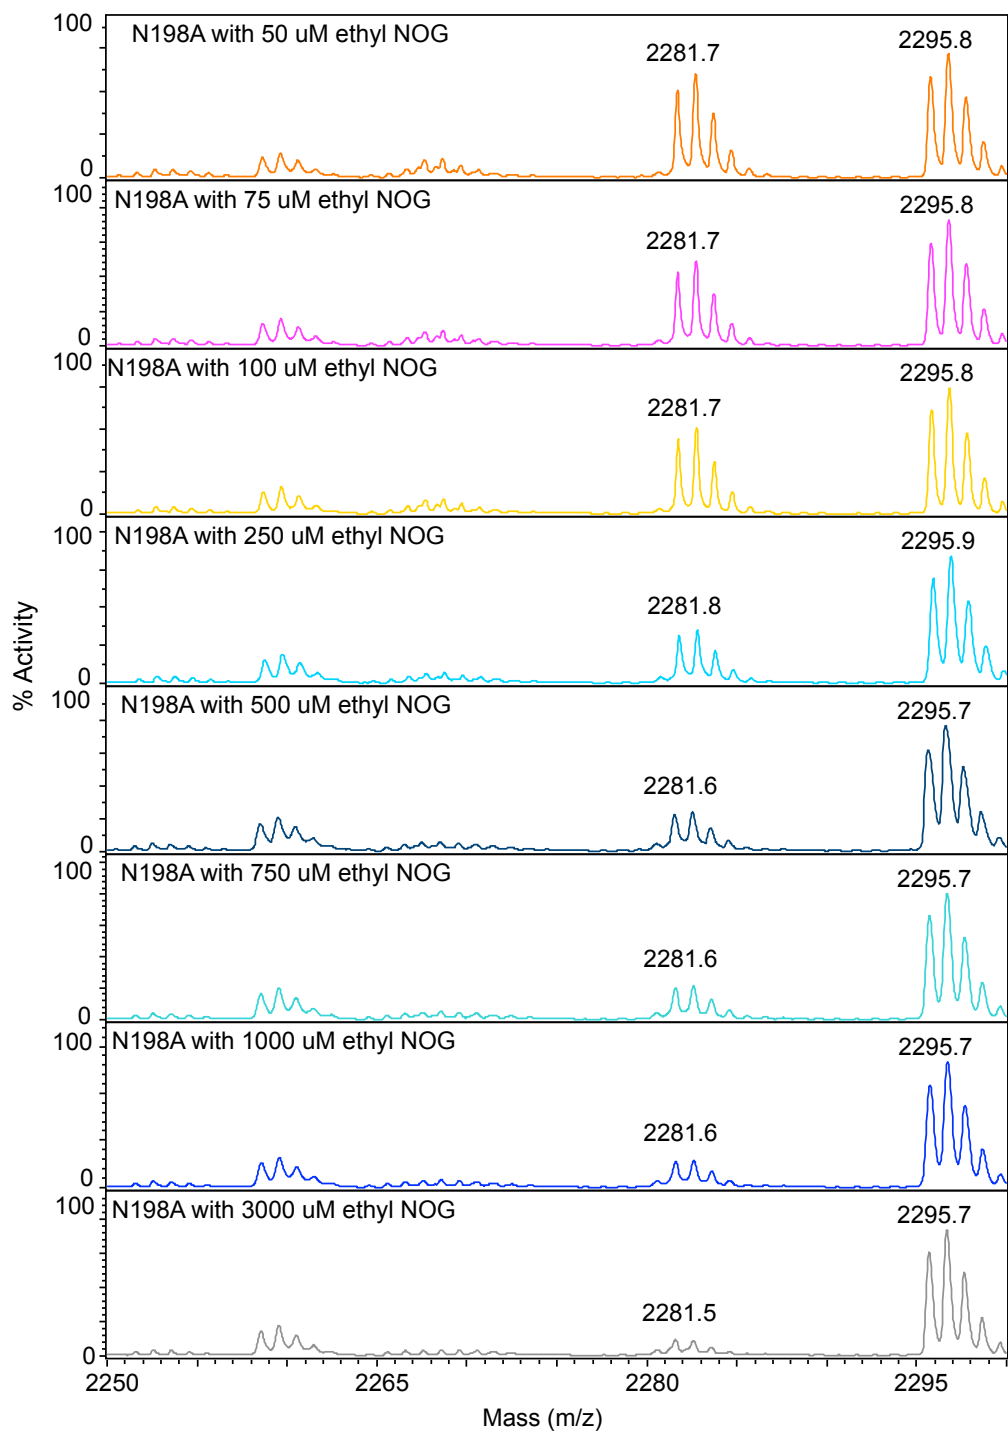 100
N198A with 50 uM ethyl NOG
2281.7
2295.8
0
100
N198A with 75 uM ethyl NOG
2281.7
2295.8
0
100
N198A with 100 uM ethyl NOG
2281.7
2295.8
0
100
N198A with 250 uM ethyl NOG
2281.8
2295.9
0
100
N198A with 500 uM ethyl NOG
2281.6
2295.7
0
100
N198A with 750 uM ethyl NOG
2281.6
2295.7
0
100
N198A with 1000 uM ethyl NOG
2281.6
2295.7
0
100
N198A with 3000 uM ethyl NOG
2281.5
2295.7
0
% Activity
2250 2265 2280 2295
Mass (m/z)